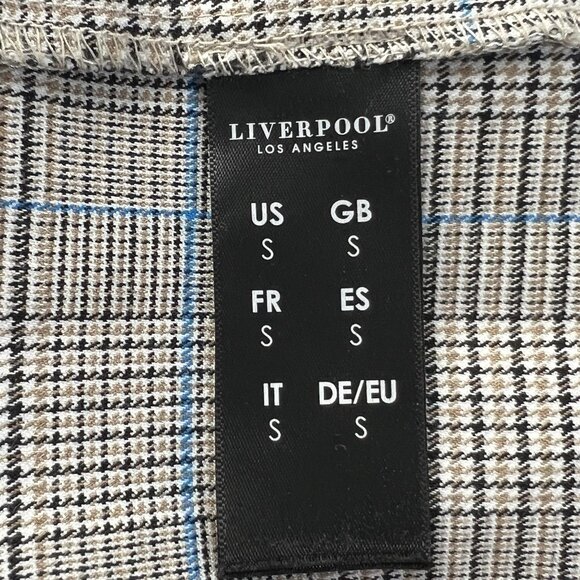 LIVERPOOL®
LOS ANGELES
US GB
S S
FR ES
S S
IT DE/EU
S S